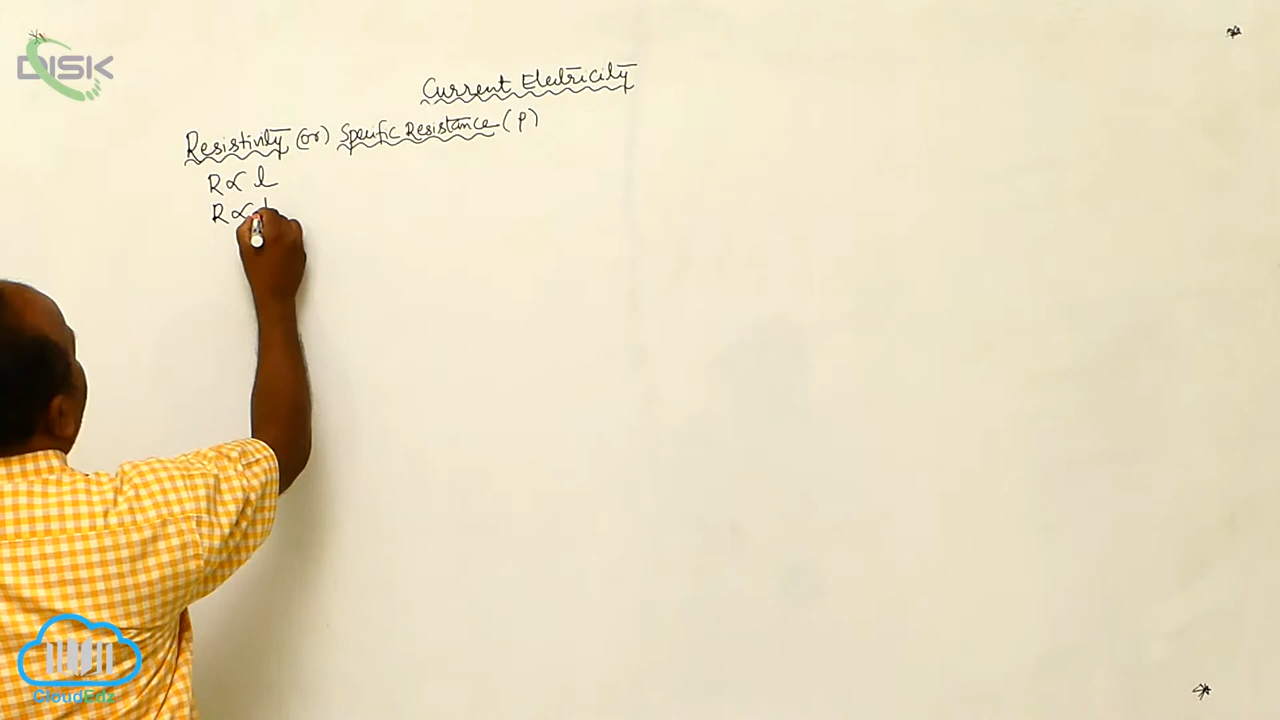 DISK
Current Electricity
Resistivity (or) Specific Resistance (ρ)
R∝ l
R∝
CloudEdz